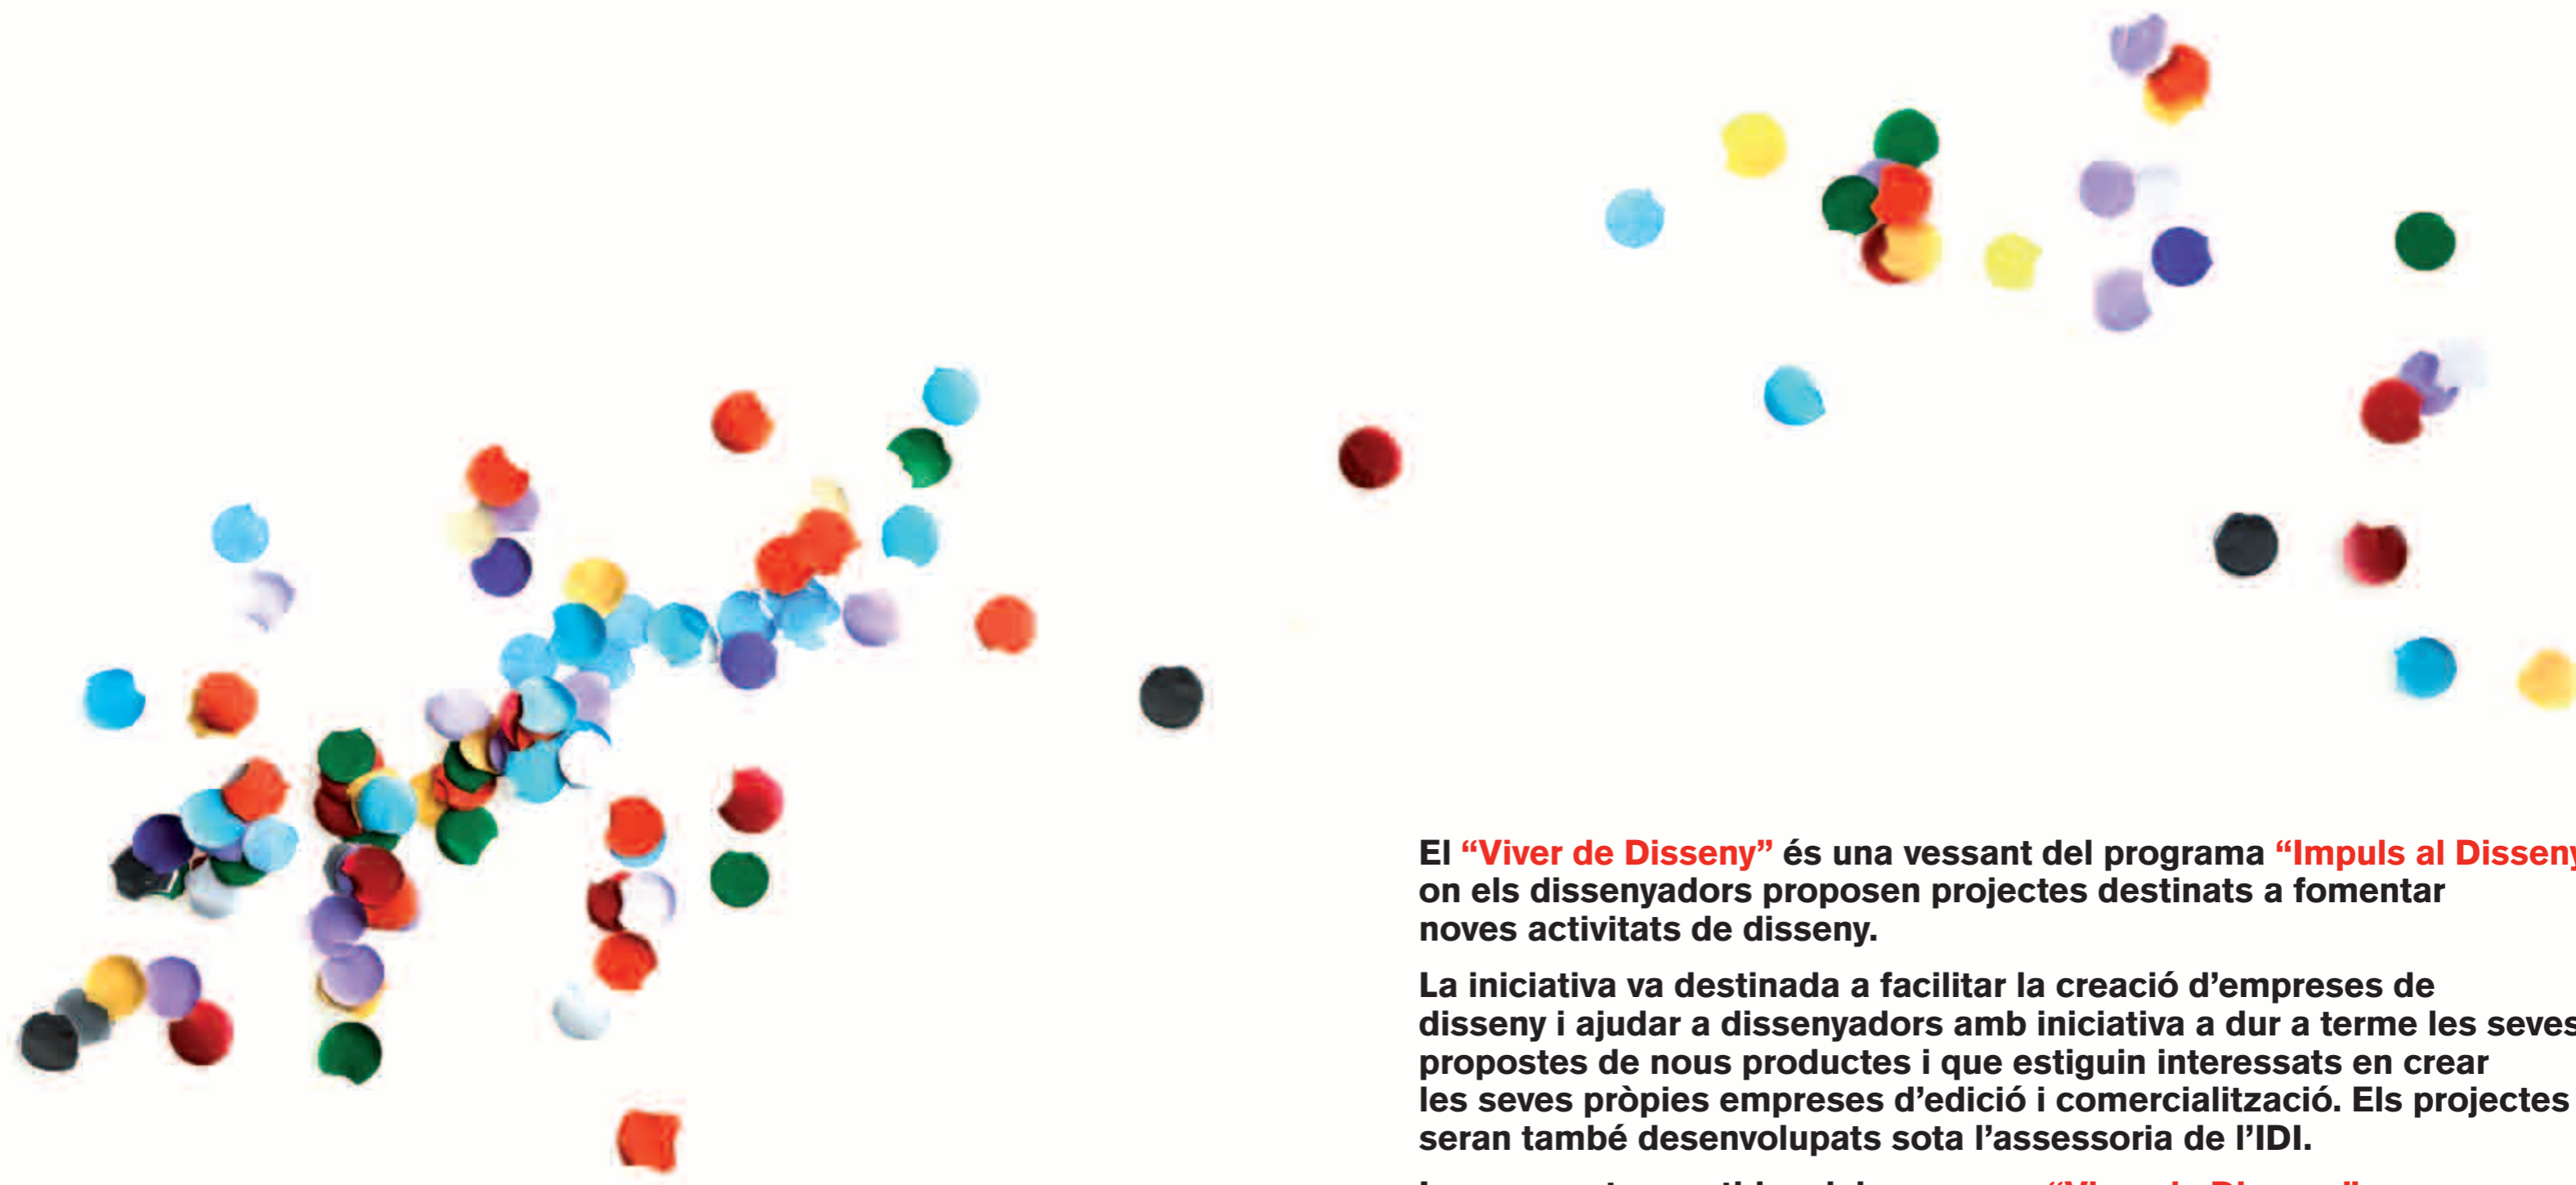 El “Viver de Disseny” és una vessant del programa “Impuls al Disseny
on els dissenyadors proposen projectes destinats a fomentar
noves activitats de disseny.
La iniciativa va destinada a facilitar la creació d’empreses de
disseny i ajudar a dissenyadors amb iniciativa a dur a terme les seves
propostes de nous productes i que estiguin interessats en crear
les seves pròpies empreses d’edició i comercialització. Els projectes
seran també desenvolupats sota l’assessoria de l’IDI.